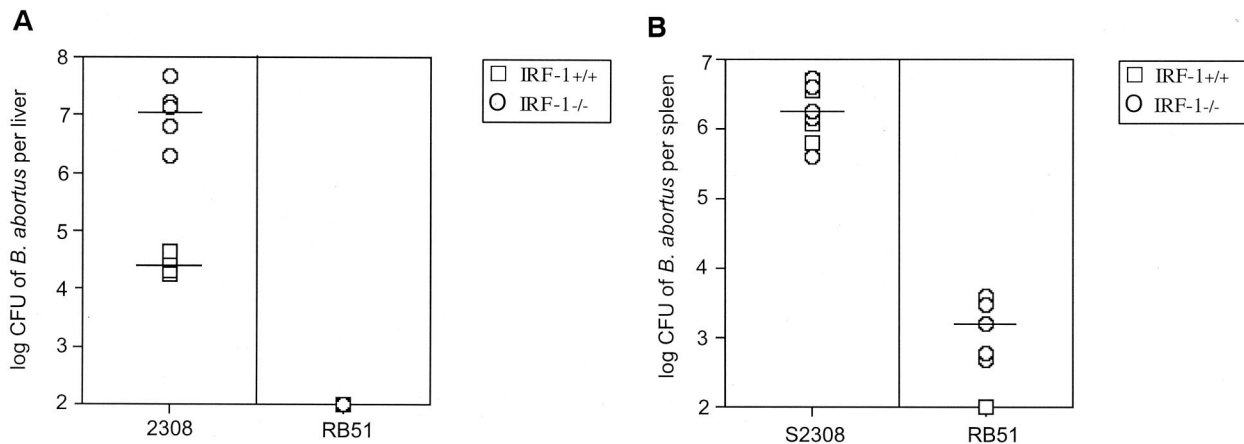 A
log CFU of B. abortus per liver
8
7
6
5
4
3
2
2308 RB51
IRF-1+/+
IRF-1-/-
B
log CFU of B. abortus per spleen
7
6
5
4
3
2
S2308 RB51
IRF-1+/+
IRF-1-/-